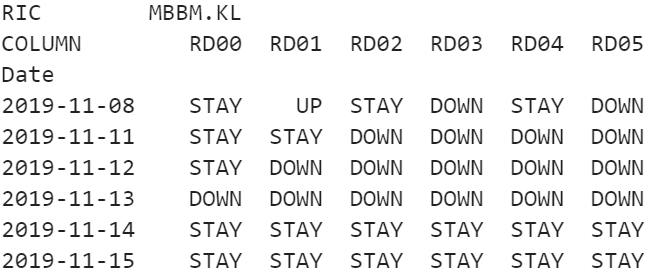 RIC MBBM.KL
COLUMN RD00 RD01 RD02 RD03 RD04 RD05
Date
2019-11-08 STAY UP STAY DOWN STAY DOWN
2019-11-11 STAY STAY DOWN DOWN DOWN DOWN
2019-11-12 STAY DOWN DOWN DOWN DOWN DOWN
2019-11-13 DOWN DOWN DOWN DOWN DOWN DOWN
2019-11-14 STAY STAY STAY STAY STAY STAY
2019-11-15 STAY STAY STAY STAY STAY STAY